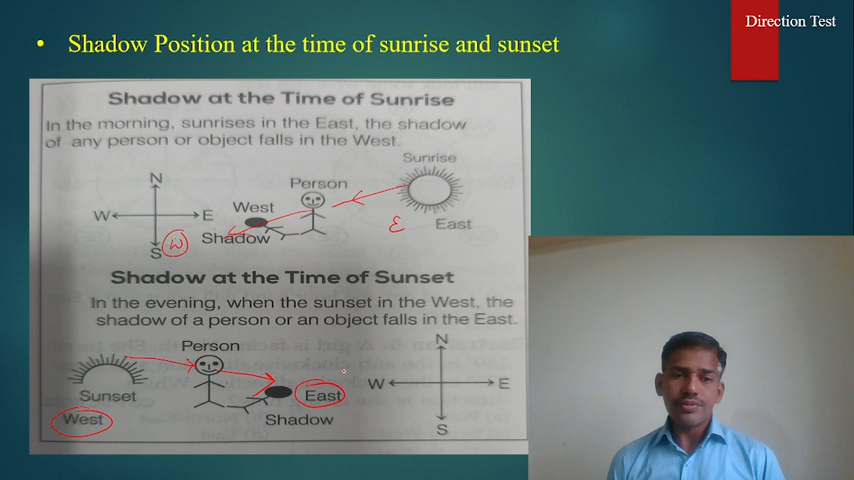 Direction Test
• Shadow Position at the time of sunrise and sunset
Shadow at the Time of Sunrise
In the morning, sunrises in the East, the shadow
of any person or object falls in the West.
Sunrise
N
Person
W
E
West
East
E
Shadow
S
W
Shadow at the Time of Sunset
In the evening, when the sunset in the West, the
shadow of a person or an object falls in the East.
Person
N
W
E
Sunset
East
West
Shadow
S